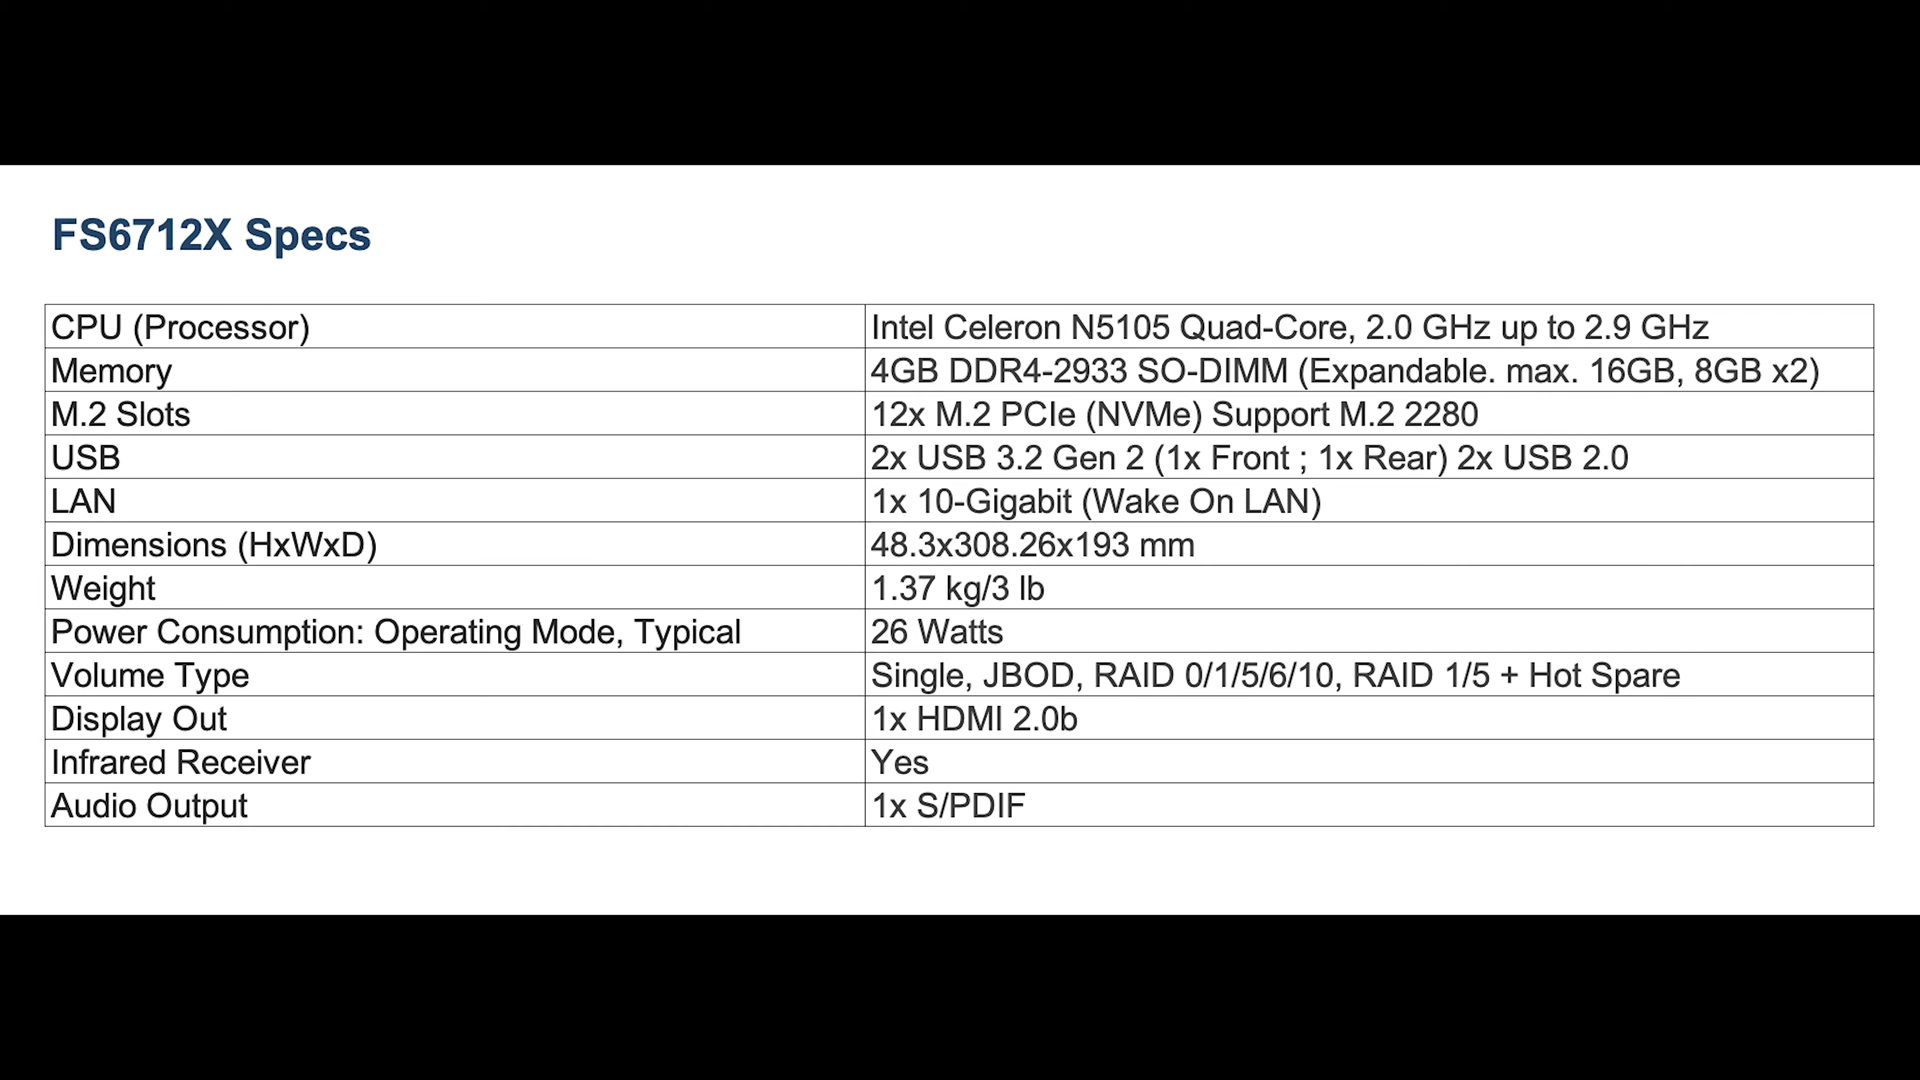 FS6712X Specs
CPU (Processor) Intel Celeron N5105 Quad-Core, 2.0 GHz up to 2.9 GHz
Memory 4GB DDR4-2933 SO-DIMM (Expandable. max. 16GB, 8GB x2)
M.2 Slots 12x M.2 PCIe (NVMe) Support M.2 2280
USB 2x USB 3.2 Gen 2 (1x Front ; 1x Rear) 2x USB 2.0
LAN 1x 10-Gigabit (Wake On LAN)
Dimensions (HxWxD) 48.3x308.26x193 mm
Weight 1.37 kg/3 lb
Power Consumption: Operating Mode, Typical 26 Watts
Volume Type Single, JBOD, RAID 0/1/5/6/10, RAID 1/5 + Hot Spare
Display Out 1x HDMI 2.0b
Infrared Receiver Yes
Audio Output 1x S/PDIF